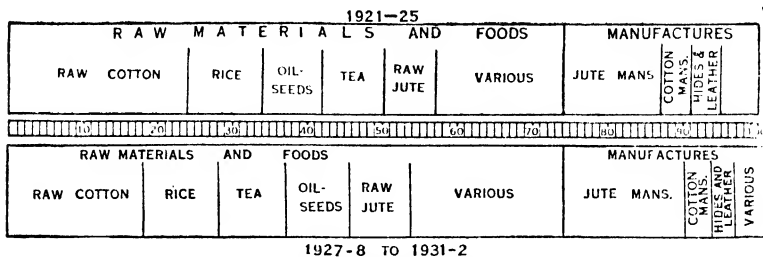 1921-25
RAW MATERIALS AND FOODS MANUFACTURES
RAW COTTON RICE OIL-SEEDS TEA RAW JUTE VARIOUS JUTE MANS COTTON MANS. HIDES & LEATHER
10 20 30 40 50 60 70 80 90
RAW MATERIALS AND FOODS MANUFACTURES
RAW COTTON RICE TEA OIL-SEEDS RAW JUTE VARIOUS JUTE MANS. COTTON MANS. HIDES AND LEATHER VARIOUS
1927-8 TO 1931-2